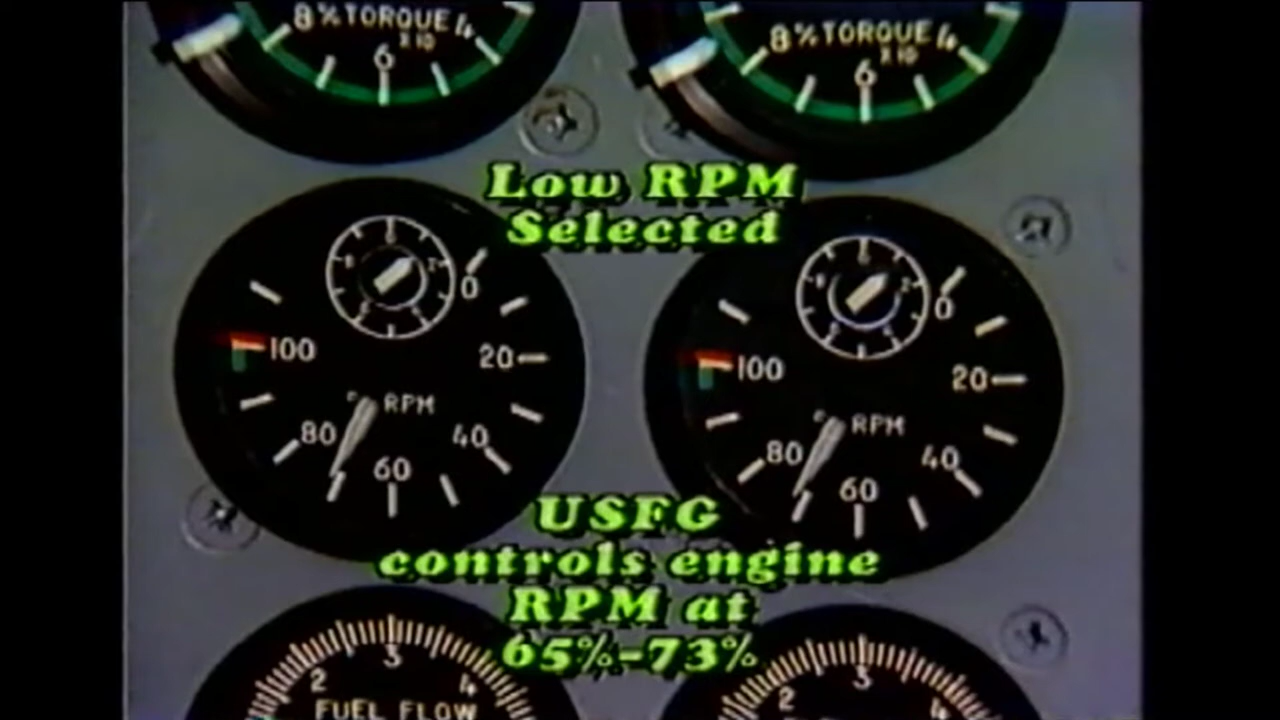 8 % TORQUE 4
X 10
6
8 % TORQUE 4
X 10
6
Low RPM
Selected
0
100
20
RPM
80
40
60
0
100
20
RPM
80
40
60
USFG
controls engine
RPM at
65%-73%
2
3
4
FUEL FLOW
2
3
4